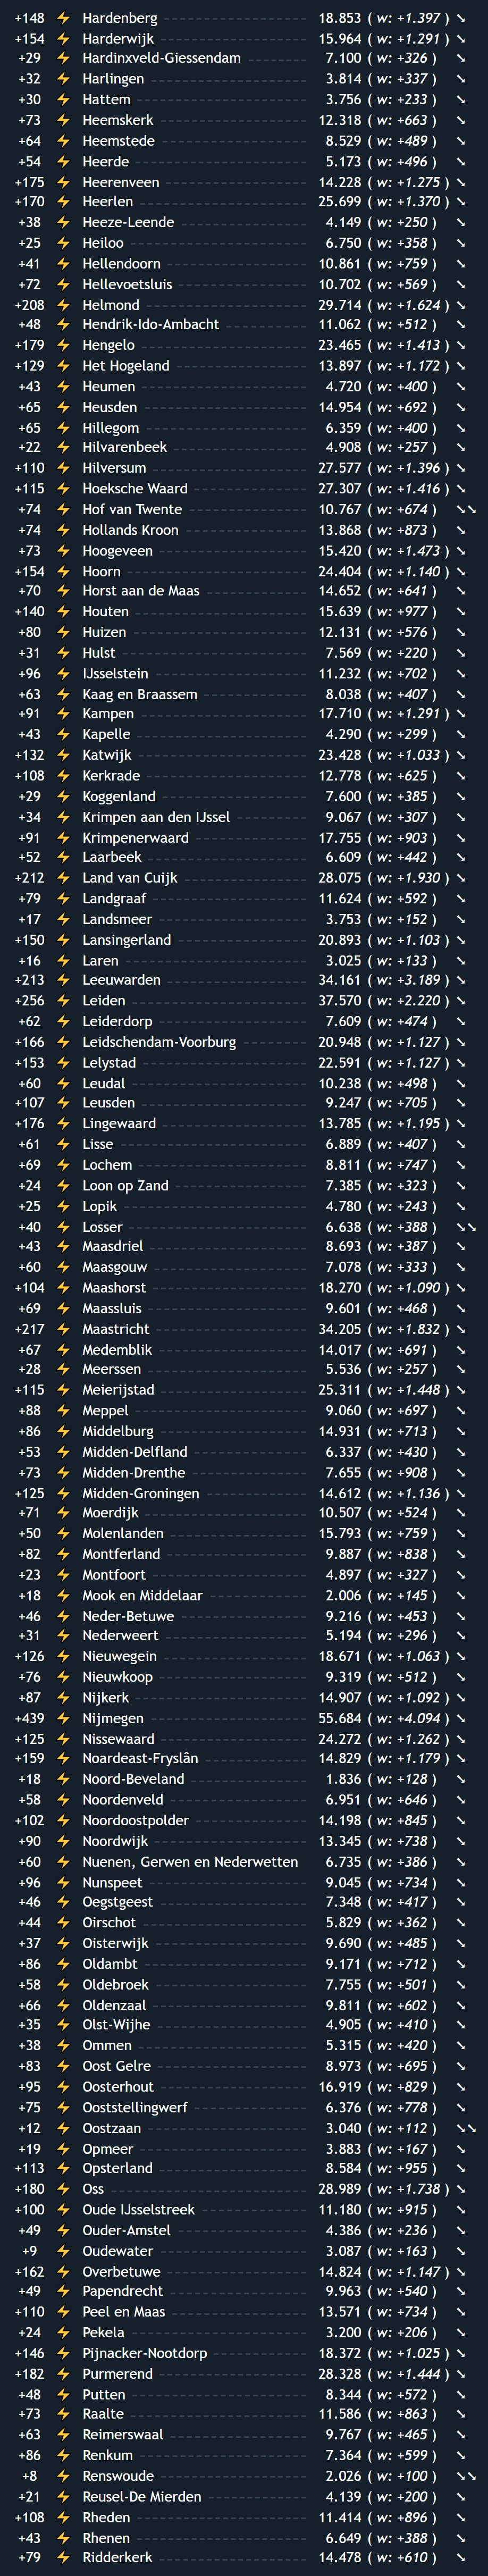 +148 ⚡ Hardenberg 18.853 ( w: +1.397 ) ↘
+154 ⚡ Harderwijk 15.964 ( w: +1.291 ) ↘
+29 ⚡ Hardinxveld-Giessendam 7.100 ( w: +326 ) ↘
+32 ⚡ Harlingen 3.814 ( w: +337 ) ↘
+30 ⚡ Hattem 3.756 ( w: +233 ) ↘
+73 ⚡ Heemskerk 12.318 ( w: +663 ) ↘
+64 ⚡ Heemstede 8.529 ( w: +489 ) ↘
+54 ⚡ Heerde 5.173 ( w: +496 ) ↘
+175 ⚡ Heerenveen 14.228 ( w: +1.275 ) ↘
+170 ⚡ Heerlen 25.699 ( w: +1.370 ) ↘
+38 ⚡ Heeze-Leende 4.149 ( w: +250 ) ↘
+25 ⚡ Heiloo 6.750 ( w: +358 ) ↘
+41 ⚡ Hellendoorn 10.861 ( w: +759 ) ↘
+72 ⚡ Hellevoetsluis 10.702 ( w: +569 ) ↘
+208 ⚡ Helmond 29.714 ( w: +1.624 ) ↘
+48 ⚡ Hendrik-Ido-Ambacht 11.062 ( w: +512 ) ↘
+179 ⚡ Hengelo 23.465 ( w: +1.413 ) ↘
+129 ⚡ Het Hogeland 13.897 ( w: +1.172 ) ↘
+43 ⚡ Heumen 4.720 ( w: +400 ) ↘
+65 ⚡ Heusden 14.954 ( w: +692 ) ↘
+65 ⚡ Hillegom 6.359 ( w: +400 ) ↘
+22 ⚡ Hilvarenbeek 4.908 ( w: +257 ) ↘
+110 ⚡ Hilversum 27.577 ( w: +1.396 ) ↘
+115 ⚡ Hoeksche Waard 27.307 ( w: +1.416 ) ↘
+74 ⚡ Hof van Twente 10.767 ( w: +674 ) ↘↘
+74 ⚡ Hollands Kroon 13.868 ( w: +873 ) ↘
+73 ⚡ Hoogeveen 15.420 ( w: +1.473 ) ↘
+154 ⚡ Hoorn 24.404 ( w: +1.140 ) ↘
+70 ⚡ Horst aan de Maas 14.652 ( w: +641 ) ↘
+140 ⚡ Houten 15.639 ( w: +977 ) ↘
+80 ⚡ Huizen 12.131 ( w: +576 ) ↘
+31 ⚡ Hulst 7.569 ( w: +220 ) ↘
+96 ⚡ IJsselstein 11.232 ( w: +702 ) ↘
+63 ⚡ Kaag en Braassem 8.038 ( w: +407 ) ↘
+91 ⚡ Kampen 17.710 ( w: +1.291 ) ↘
+43 ⚡ Kapelle 4.290 ( w: +299 ) ↘
+132 ⚡ Katwijk 23.428 ( w: +1.033 ) ↘
+108 ⚡ Kerkrade 12.778 ( w: +625 ) ↘
+29 ⚡ Koggenland 7.600 ( w: +385 ) ↘
+34 ⚡ Krimpen aan den IJssel 9.067 ( w: +307 ) ↘
+91 ⚡ Krimpenerwaard 17.755 ( w: +903 ) ↘
+52 ⚡ Laarbeek 6.609 ( w: +442 ) ↘
+212 ⚡ Land van Cuijk 28.075 ( w: +1.930 ) ↘
+79 ⚡ Landgraaf 11.624 ( w: +592 ) ↘
+17 ⚡ Landsmeer 3.753 ( w: +152 ) ↘
+150 ⚡ Lansingerland 20.893 ( w: +1.103 ) ↘
+16 ⚡ Laren 3.025 ( w: +133 ) ↘
+213 ⚡ Leeuwarden 34.161 ( w: +3.189 ) ↘
+256 ⚡ Leiden 37.570 ( w: +2.220 ) ↘
+62 ⚡ Leiderdorp 7.609 ( w: +474 ) ↘
+166 ⚡ Leidschendam-Voorburg 20.948 ( w: +1.127 ) ↘
+153 ⚡ Lelystad 22.591 ( w: +1.127 ) ↘
+60 ⚡ Leudal 10.238 ( w: +498 ) ↘
+107 ⚡ Leusden 9.247 ( w: +705 ) ↘
+176 ⚡ Lingewaard 13.785 ( w: +1.195 ) ↘
+61 ⚡ Lisse 6.889 ( w: +407 ) ↘
+69 ⚡ Lochem 8.811 ( w: +747 ) ↘
+24 ⚡ Loon op Zand 7.385 ( w: +323 ) ↘
+25 ⚡ Lopik 4.780 ( w: +243 ) ↘
+40 ⚡ Losser 6.638 ( w: +388 ) ↘↘
+43 ⚡ Maasdriel 8.693 ( w: +387 ) ↘
+60 ⚡ Maasgouw 7.078 ( w: +333 ) ↘
+104 ⚡ Maashorst 18.270 ( w: +1.090 ) ↘
+69 ⚡ Maassluis 9.601 ( w: +468 ) ↘
+217 ⚡ Maastricht 34.205 ( w: +1.832 ) ↘
+67 ⚡ Medemblik 14.017 ( w: +691 ) ↘
+28 ⚡ Meerssen 5.536 ( w: +257 ) ↘
+115 ⚡ Meierijstad 25.311 ( w: +1.448 ) ↘
+88 ⚡ Meppel 9.060 ( w: +697 ) ↘
+86 ⚡ Middelburg 14.931 ( w: +713 ) ↘
+53 ⚡ Midden-Delfland 6.337 ( w: +430 ) ↘
+73 ⚡ Midden-Drenthe 7.655 ( w: +908 ) ↘
+125 ⚡ Midden-Groningen 14.612 ( w: +1.136 ) ↘
+71 ⚡ Moerdijk 10.507 ( w: +524 ) ↘
+50 ⚡ Molenlanden 15.793 ( w: +759 ) ↘
+82 ⚡ Montferland 9.887 ( w: +838 ) ↘
+23 ⚡ Montfoort 4.897 ( w: +327 ) ↘
+18 ⚡ Mook en Middelaar 2.006 ( w: +145 ) ↘
+46 ⚡ Neder-Betuwe 9.216 ( w: +453 ) ↘
+31 ⚡ Nederweert 5.194 ( w: +296 ) ↘
+126 ⚡ Nieuwegein 18.671 ( w: +1.063 ) ↘
+76 ⚡ Nieuwkoop 9.319 ( w: +512 ) ↘
+87 ⚡ Nijkerk 14.907 ( w: +1.092 ) ↘
+439 ⚡ Nijmegen 55.684 ( w: +4.094 ) ↘
+125 ⚡ Nissewaard 24.272 ( w: +1.262 ) ↘
+159 ⚡ Noardeast-Fryslân 14.829 ( w: +1.179 ) ↘
+18 ⚡ Noord-Beveland 1.836 ( w: +128 ) ↘
+58 ⚡ Noordenveld 6.951 ( w: +646 ) ↘
+102 ⚡ Noordoostpolder 14.198 ( w: +845 ) ↘
+90 ⚡ Noordwijk 13.345 ( w: +738 ) ↘
+60 ⚡ Nuenen, Gerwen en Nederwetten 6.735 ( w: +386 ) ↘
+96 ⚡ Nunspeet 9.045 ( w: +734 ) ↘
+46 ⚡ Oegstgeest 7.348 ( w: +417 ) ↘
+44 ⚡ Oirschot 5.829 ( w: +362 ) ↘
+37 ⚡ Oisterwijk 9.690 ( w: +485 ) ↘
+86 ⚡ Oldambt 9.171 ( w: +712 ) ↘
+58 ⚡ Oldebroek 7.755 ( w: +501 ) ↘
+66 ⚡ Oldenzaal 9.811 ( w: +602 ) ↘
+35 ⚡ Olst-Wijhe 4.905 ( w: +410 ) ↘
+38 ⚡ Ommen 5.315 ( w: +420 ) ↘
+83 ⚡ Oost Gelre 8.973 ( w: +695 ) ↘
+95 ⚡ Oosterhout 16.919 ( w: +829 ) ↘
+75 ⚡ Ooststellingwerf 6.376 ( w: +778 ) ↘
+12 ⚡ Oostzaan 3.040 ( w: +112 ) ↘↘
+19 ⚡ Opmeer 3.883 ( w: +167 ) ↘
+113 ⚡ Opsterland 8.584 ( w: +955 ) ↘
+180 ⚡ Oss 28.989 ( w: +1.738 ) ↘
+100 ⚡ Oude IJsselstreek 11.180 ( w: +915 ) ↘
+49 ⚡ Ouder-Amstel 4.386 ( w: +236 ) ↘
+9 ⚡ Oudewater 3.087 ( w: +163 ) ↘
+162 ⚡ Overbetuwe 14.824 ( w: +1.147 ) ↘
+49 ⚡ Papendrecht 9.963 ( w: +540 ) ↘
+110 ⚡ Peel en Maas 13.571 ( w: +734 ) ↘
+24 ⚡ Pekela 3.200 ( w: +206 ) ↘
+146 ⚡ Pijnacker-Nootdorp 18.372 ( w: +1.025 ) ↘
+182 ⚡ Purmerend 28.328 ( w: +1.444 ) ↘
+48 ⚡ Putten 8.344 ( w: +572 ) ↘
+73 ⚡ Raalte 11.586 ( w: +863 ) ↘
+63 ⚡ Reimerswaal 9.767 ( w: +465 ) ↘
+86 ⚡ Renkum 7.364 ( w: +599 ) ↘
+8 ⚡ Renswoude 2.026 ( w: +100 ) ↘↘
+21 ⚡ Reusel-De Mierden 4.139 ( w: +200 ) ↘
+108 ⚡ Rheden 11.414 ( w: +896 ) ↘
+43 ⚡ Rhenen 6.649 ( w: +388 ) ↘
+79 ⚡ Ridderkerk 14.478 ( w: +610 ) ↘